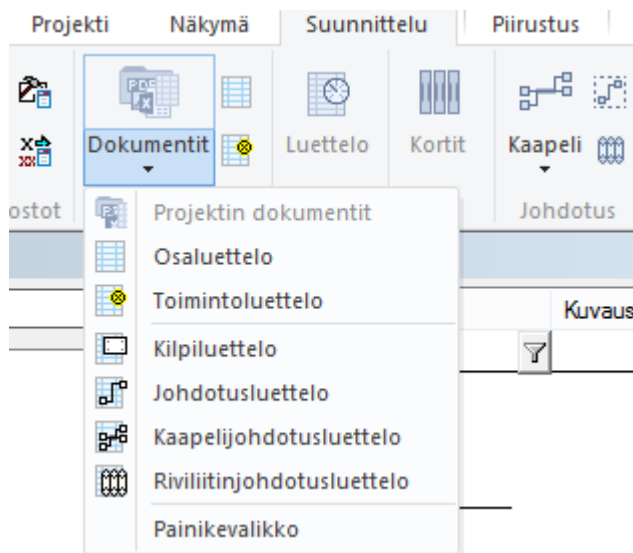 Projekti Näkymä Suunnittelu Piirustus
Dokumentit Luettelo Kortit Kaapeli
ostot Johdotus
Projektin dokumentit
Osaluettelo
Toimintoluettelo
Kuvaus
Kilpiluettelo
Johdotusluettelo
Kaapelijohdotusluettelo
Riviliitinjohdotusluettelo
Painikevalikko